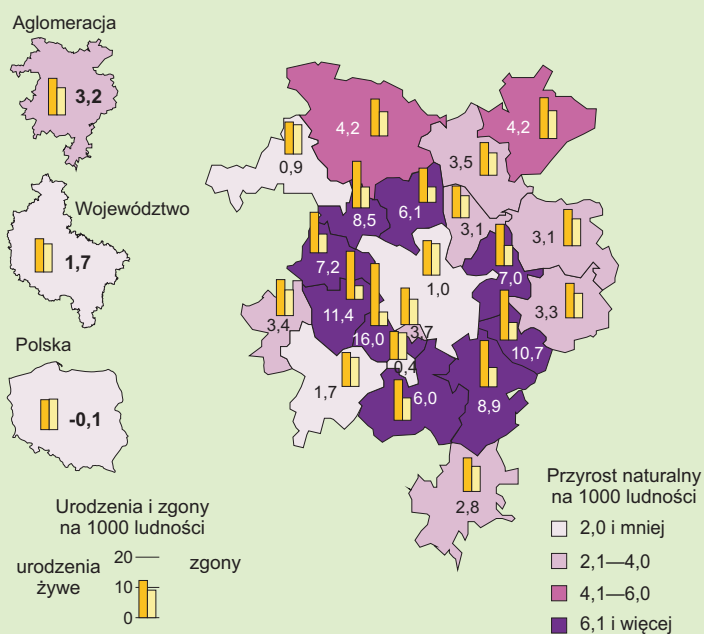 Aglomeracja
3,2
Województwo
1,7
Polska
-0,1
4,2
4,2
0,9
3,5
8,5
6,1
3,1
3,1
7,2
1,0
7,0
11,4
3,4
3,7
3,3
16,0
0,4
10,7
1,7
6,0
8,9
2,8
Urodzenia i zgony
na 1000 ludności
urodzenia
żywe
20
10
0
zgony
Przyrost naturalny
na 1000 ludności
2,0 i mniej
2,1—4,0
4,1—6,0
6,1 i więcej